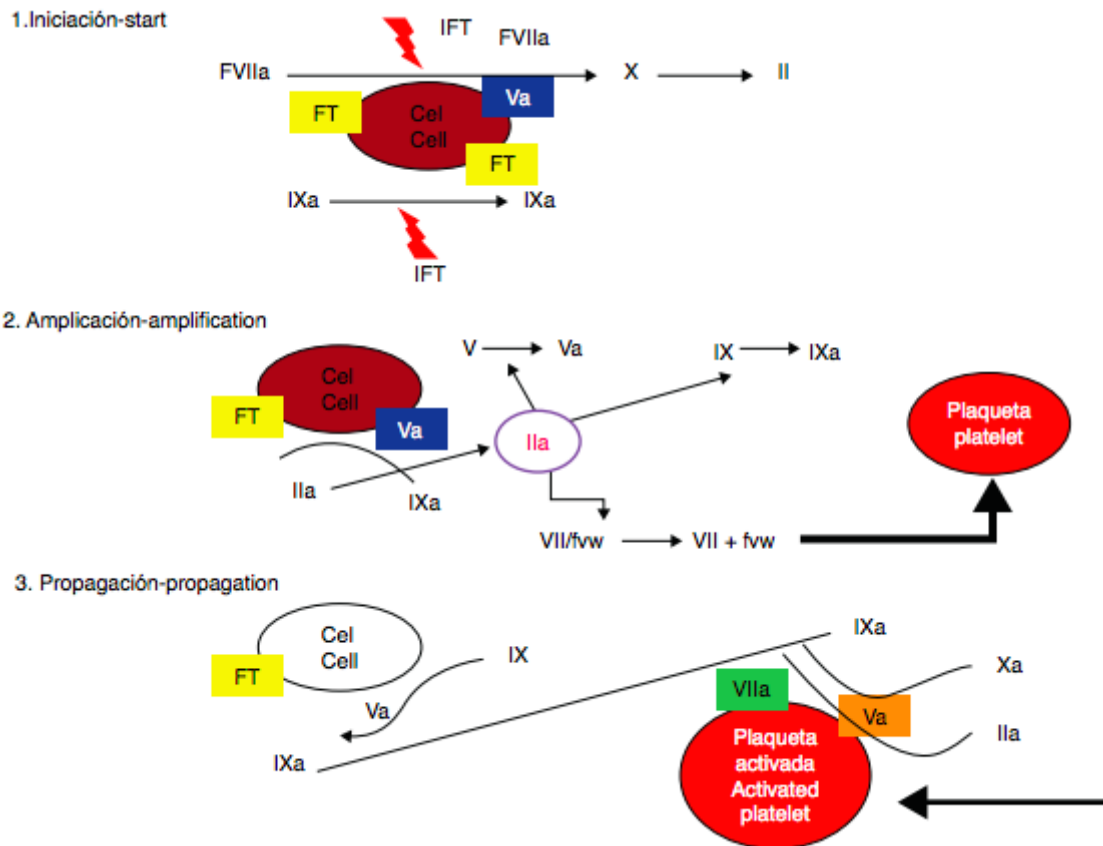 1.Iniciación-start
IFT
FVIIa
FVIIa
X
II
FT
Cel
Cell
Va
FT
IXa
IXa
IFT
2. Amplicación-amplification
V
Va
IX
IXa
Cel
Cell
FT
Va
IIa
Plaqueta
platelet
IIa
IXa
VII/fvw
VII + fvw
3. Propagación-propagation
Cel
Cell
FT
IX
Va
IXa
IXa
VIIa
Va
Xa
IIa
Plaqueta
activada
Activated
platelet